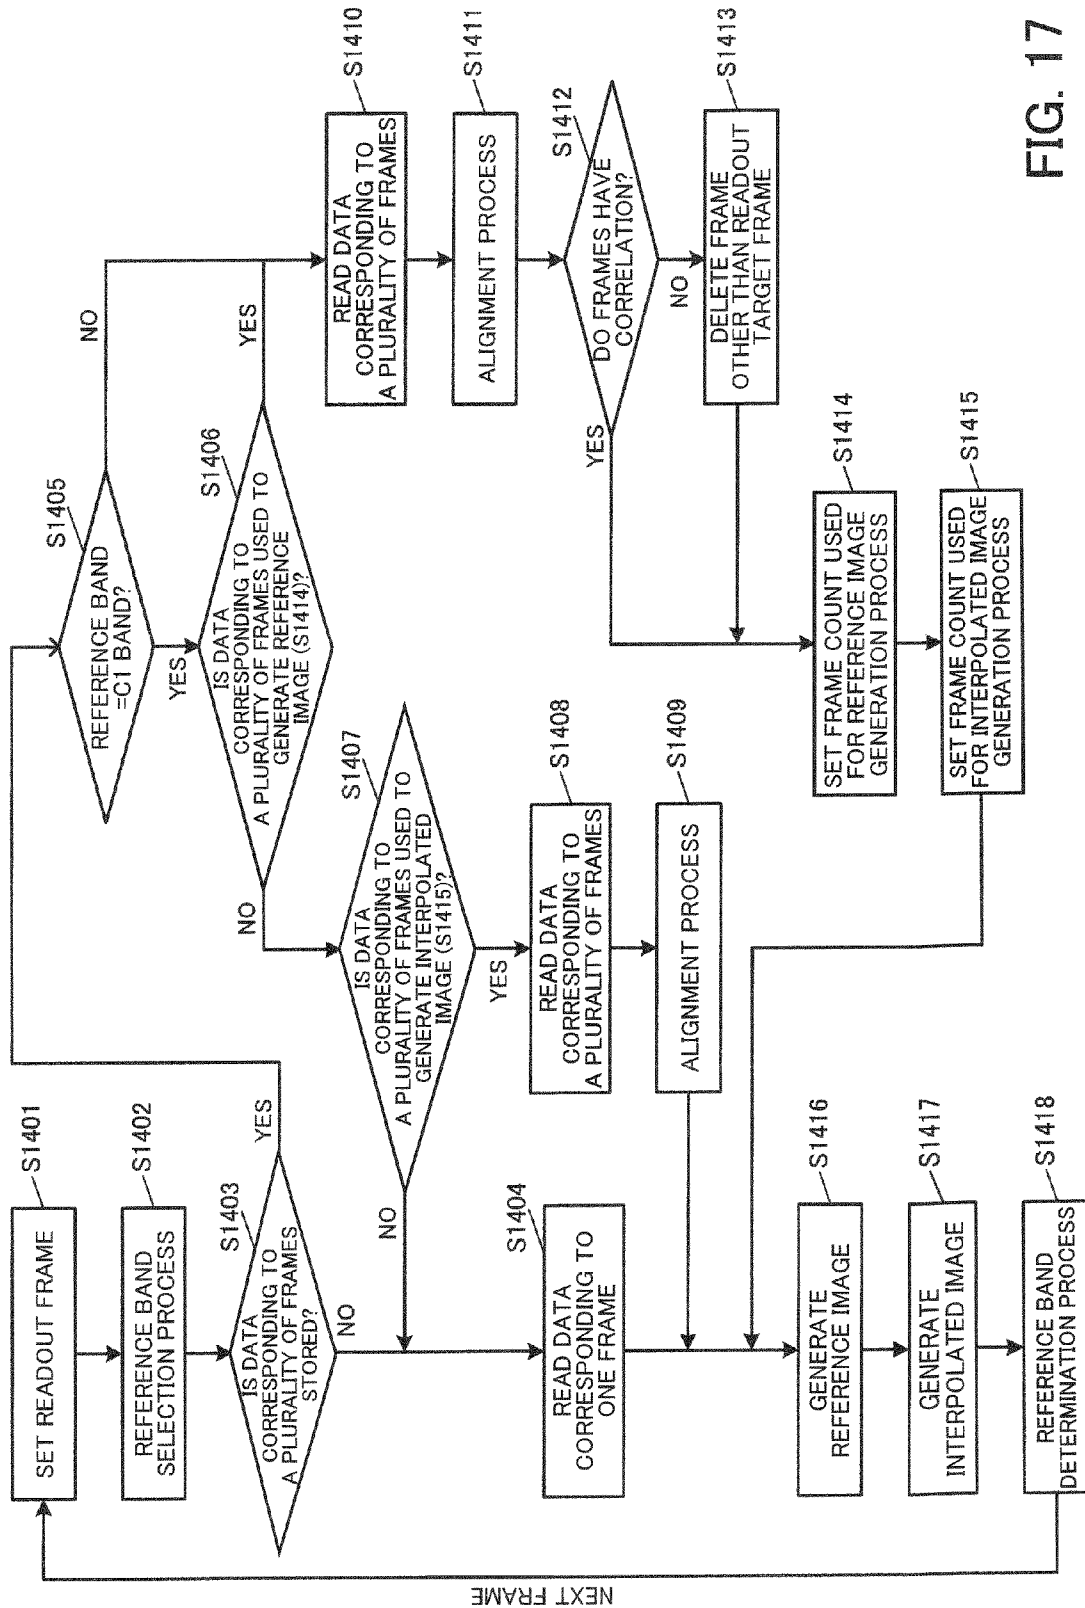 S1401
SET READOUT FRAME
S1402
REFERENCE BAND
SELECTION PROCESS
S1403
IS DATA
CORRESPONDING TO
A PLURALITY OF FRAMES
STORED?
YES
NO
S1404
READ DATA
CORRESPONDING TO
ONE FRAME
S1405
REFERENCE BAND
=C1 BAND?
NO
YES
S1406
IS DATA
CORRESPONDING TO
A PLURALITY OF FRAMES USED TO
GENERATE REFERENCE
IMAGE (S1414)?
YES
NO
S1407
IS DATA
CORRESPONDING TO
A PLURALITY OF FRAMES USED TO
GENERATE INTERPOLATED
IMAGE (S1415)?
NO
YES
S1408
READ DATA
CORRESPONDING TO
A PLURALITY OF FRAMES
S1409
ALIGNMENT PROCESS
S1410
READ DATA
CORRESPONDING TO
A PLURALITY OF FRAMES
S1411
ALIGNMENT PROCESS
S1412
DO FRAMES HAVE
CORRELATION?
YES
NO
S1413
DELETE FRAME
OTHER THAN READOUT
TARGET FRAME
S1414
SET FRAME COUNT USED
FOR REFERENCE IMAGE
GENERATION PROCESS
S1415
SET FRAME COUNT USED
FOR INTERPOLATED IMAGE
GENERATION PROCESS
S1416
GENERATE
REFERENCE IMAGE
S1417
GENERATE
INTERPOLATED IMAGE
S1418
REFERENCE BAND
DETERMINATION PROCESS
NEXT FRAME
FIG. 17